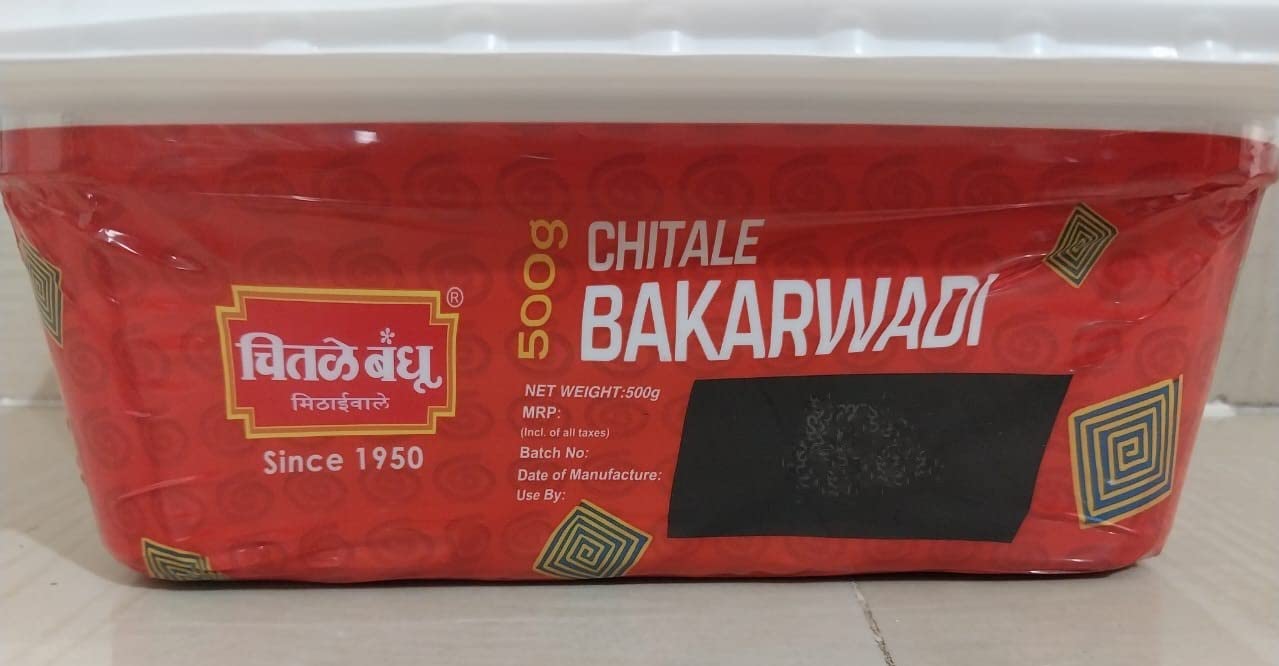 चितळे बंधू
®
मिठाईवाले
Since 1950
500g
CHITALE
BAKARWADI
NET WEIGHT:500g
MRP:
(Incl. of all taxes)
Batch No:
Date of Manufacture:
Use By: